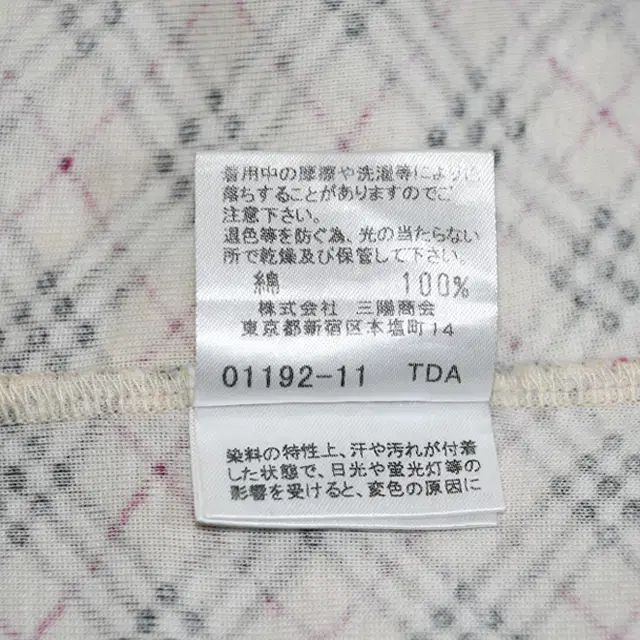 着用中の摩擦や洗濯等により
落ちすることがありますのでご
注意下さい。
退色等を防ぐ為、光の当たらない
所で乾燥及び保管して下さい。
綿 100%
株式会社 三陽商会
東京都新宿区本塩町14
01192-11 TDA
染料の特性上、汗や汚れが付着
した状態で、日光や蛍光灯等の
影響を受けると、変色の原因に